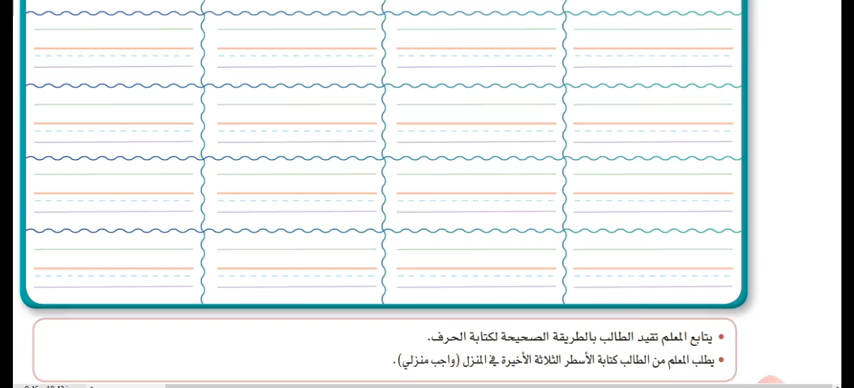 • يتابع المعلم تقيد الطالب بالطريقة الصحيحة لكتابة الحرف.
• يطلب المعلم من الطالب كتابة الأسطر الثلاثة الأخيرة في المنزل (واجب منزلي).